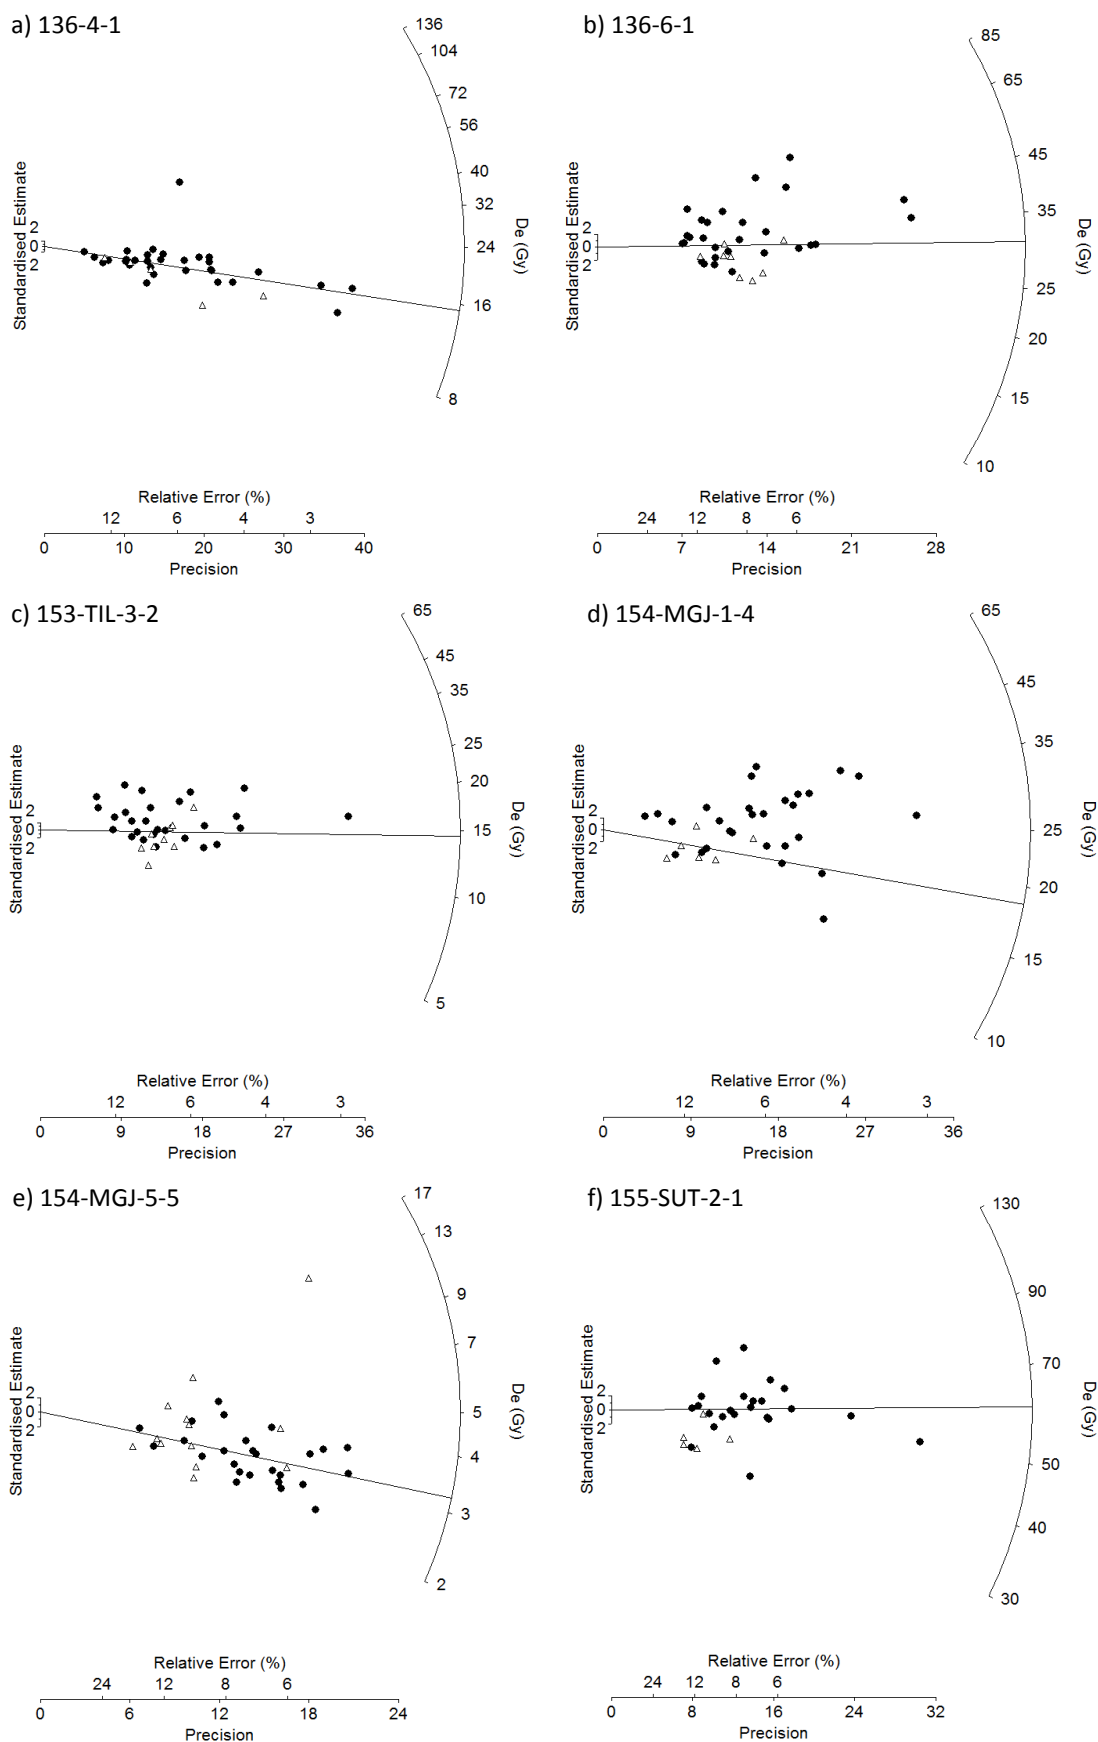 a) 136-4-1
136
104
72
56
40
32
24
16
8
De (Gy)
Standardised Estimate
2
0
2
Relative Error (%)
12 6 4 3
0 10 20 30 40
Precision
b) 136-6-1
85
65
45
35
30
25
20
15
10
De (Gy)
Standardised Estimate
2
0
2
Relative Error (%)
24 12 8 6
0 7 14 21 28
Precision
c) 153-TIL-3-2
65
45
35
25
20
15
10
5
De (Gy)
Standardised Estimate
2
0
2
Relative Error (%)
12 6 4 3
0 9 18 27 36
Precision
d) 154-MGJ-1-4
65
45
35
25
20
15
10
De (Gy)
Standardised Estimate
2
0
2
Relative Error (%)
12 6 4 3
0 9 18 27 36
Precision
e) 154-MGJ-5-5
17
13
9
7
5
4
3
2
De (Gy)
Standardised Estimate
2
0
2
Relative Error (%)
24 12 8 6
0 6 12 18 24
Precision
f) 155-SUT-2-1
130
90
70
50
40
30
De (Gy)
Standardised Estimate
2
0
2
Relative Error (%)
24 12 8 6
0 8 16 24 32
Precision